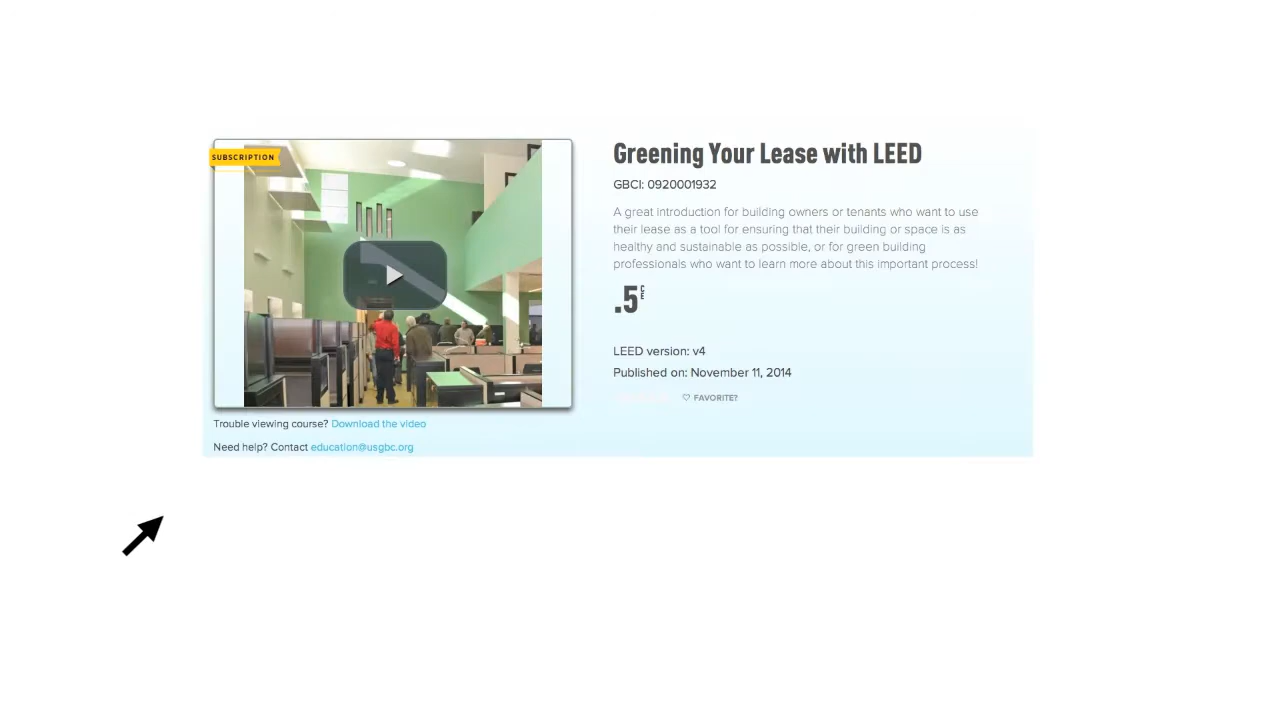 SUBSCRIPTION
Greening Your Lease with LEED
GBCI: 0920001932
A great introduction for building owners or tenants who want to use
their lease as a tool for ensuring that their building or space is as
healthy and sustainable as possible, or for green building
professionals who want to learn more about this important process!
.5 CE
LEED version: v4
Published on: November 11, 2014
FAVORITE?
Trouble viewing course? Download the video
Need help? Contact education@usgbc.org